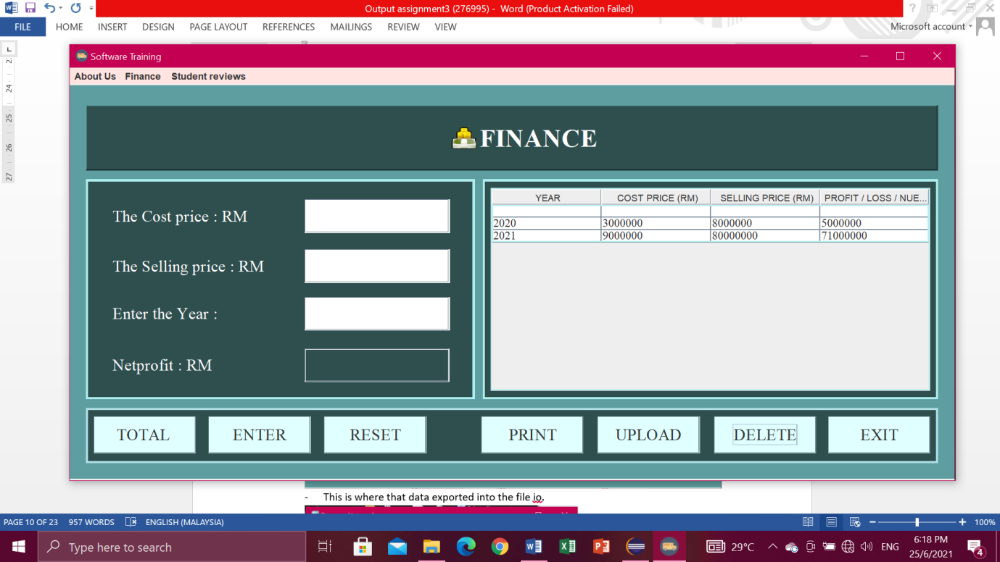 Output assignment3 (276995) - Word (Product Activation Failed)
FILE HOME INSERT DESIGN PAGE LAYOUT REFERENCES MAILINGS REVIEW VIEW Microsoft account
Software Training
About Us Finance Student reviews
FINANCE
The Cost price : RM
The Selling price : RM
Enter the Year :
Netprofit : RM
YEAR COST PRICE (RM) SELLING PRICE (RM) PROFIT / LOSS / NUE...
2020 3000000 8000000 5000000
2021 9000000 80000000 71000000
TOTAL ENTER RESET PRINT UPLOAD DELETE EXIT
- This is where that data exported into the file io.
PAGE 10 OF 23 957 WORDS ENGLISH (MALAYSIA) 100%
Type here to search 29°C ENG 6:18 PM
25/6/2021 4
24
25
26
27